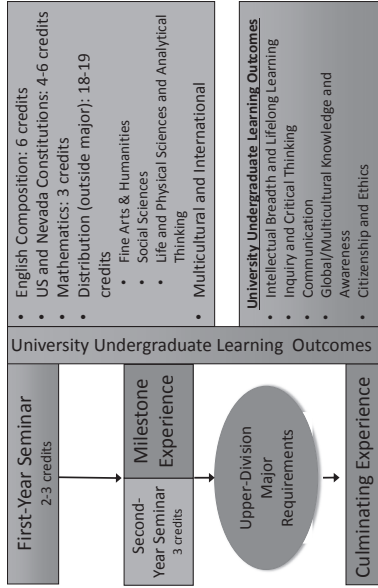 First-Year Seminar
2-3 credits
Second-
Year Seminar
3 credits
Milestone
Experience
Upper-Division
Major
Requirements
Culminating Experience
University Undergraduate Learning Outcomes
• English Composition: 6 credits
• US and Nevada Constitutions: 4-6 credits
• Mathematics: 3 credits
• Distribution (outside major): 18-19
credits
• Fine Arts & Humanities
• Social Sciences
• Life and Physical Sciences and Analytical
Thinking
• Multicultural and International
University Undergraduate Learning Outcomes
• Intellectual Breadth and Lifelong Learning
• Inquiry and Critical Thinking
• Communication
• Global/Multicultural Knowledge and
Awareness
• Citizenship and Ethics